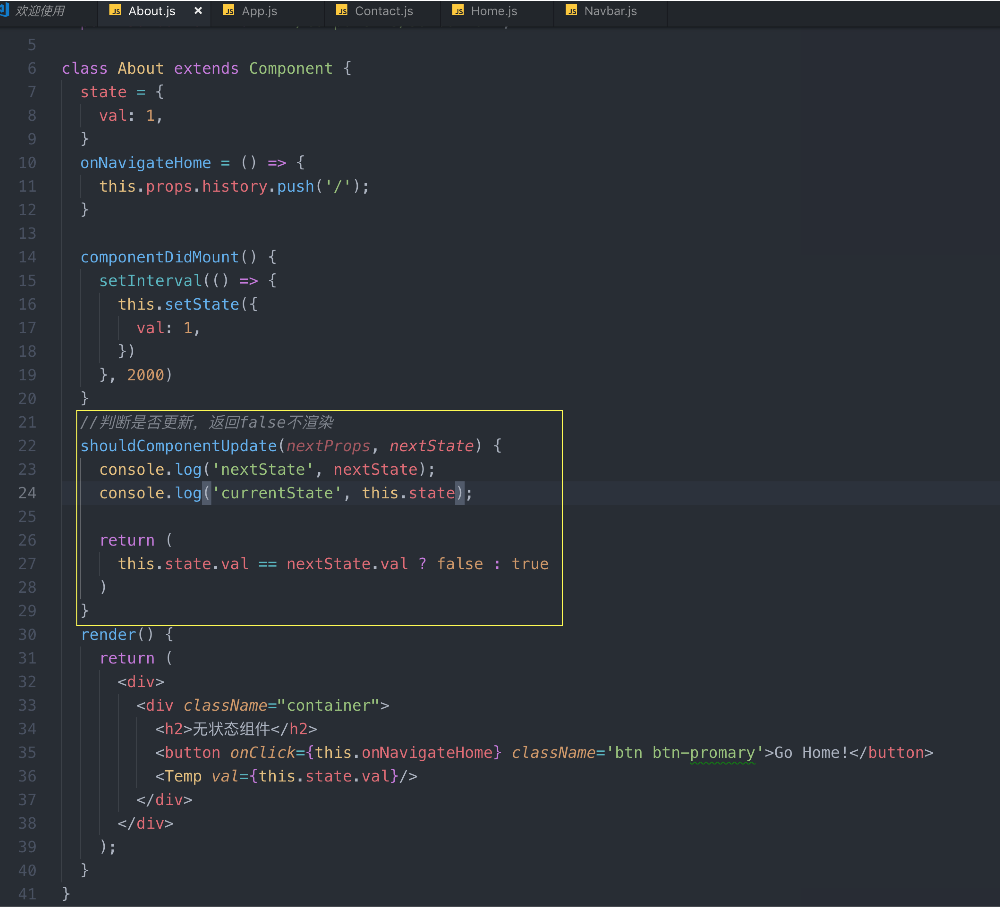 欢迎使用 JS About.js × JS App.js JS Contact.js JS Home.js JS Navbar.js
5
6 class About extends Component {
7 state = {
8 val: 1,
9 }
10 onNavigateHome = () => {
11 this.props.history.push('/');
12 }
13
14 componentDidMount() {
15 setInterval(() => {
16 this.setState({
17 val: 1,
18 })
19 }, 2000)
20 }
21 //判断是否更新，返回false不渲染
22 shouldComponentUpdate(nextProps, nextState) {
23 console.log('nextState', nextState);
24 console.log('currentState', this.state);
25
26 return (
27 this.state.val == nextState.val ? false : true
28 )
29 }
30 render() {
31 return (
32 <div>
33 <div className="container">
34 <h2>无状态组件</h2>
35 <button onClick={this.onNavigateHome} className='btn btn-promary'>Go Home!</button>
36 <Temp val={this.state.val}/>
37 </div>
38 </div>
39 );
40 }
41 }